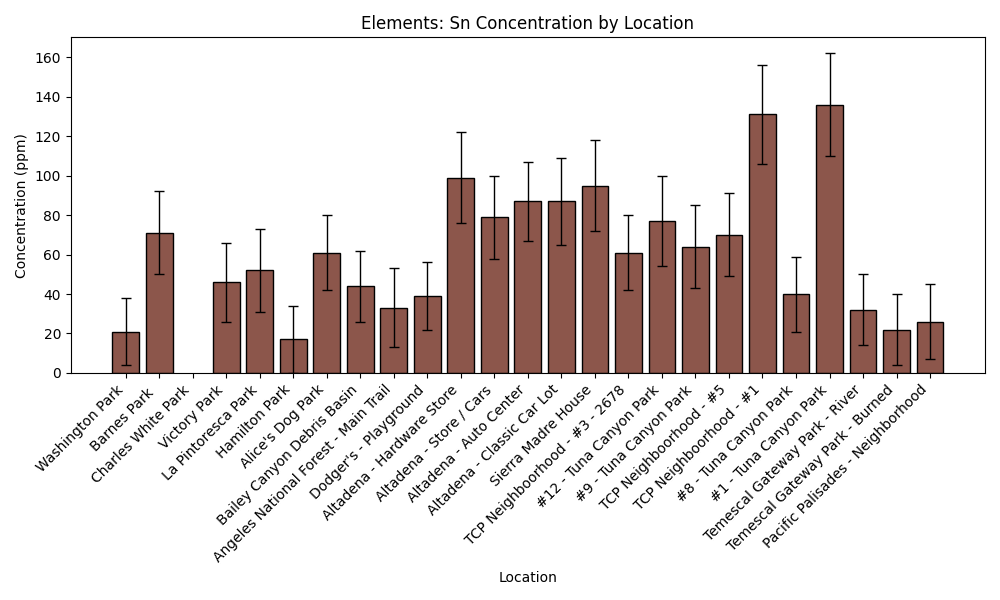 Elements: Sn Concentration by Location
Concentration (ppm)
160
140
120
100
80
60
40
20
0
Washington Park
Barnes Park
Charles White Park
Victory Park
La Pintoresca Park
Hamilton Park
Alice's Dog Park
Bailey Canyon Debris Basin
Angeles National Forest - Main Trail
Dodger's - Playground
Altadena - Hardware Store
Altadena - Store / Cars
Altadena - Auto Center
Altadena - Classic Car Lot
Sierra Madre House
TCP Neighborhood - #3 - 2678
#12 - Tuna Canyon Park
#9 - Tuna Canyon Park
TCP Neighborhood - #5
TCP Neighboorhood - #1
#8 - Tuna Canyon Park
#1 - Tuna Canyon Park
Temescal Gateway Park - River
Temescal Gateway Park - Burned
Pacific Palisades - Neighborhood
Location